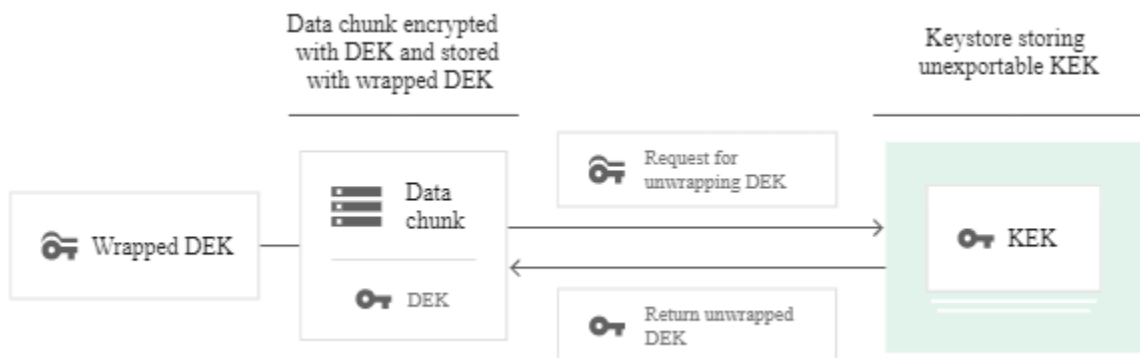 Data chunk encrypted
with DEK and stored
with wrapped DEK
Keystore storing
unexportable KEK
Request for
unwrapping DEK
Data
chunk
Wrapped DEK
KEK
DEK
Return unwrapped
DEK